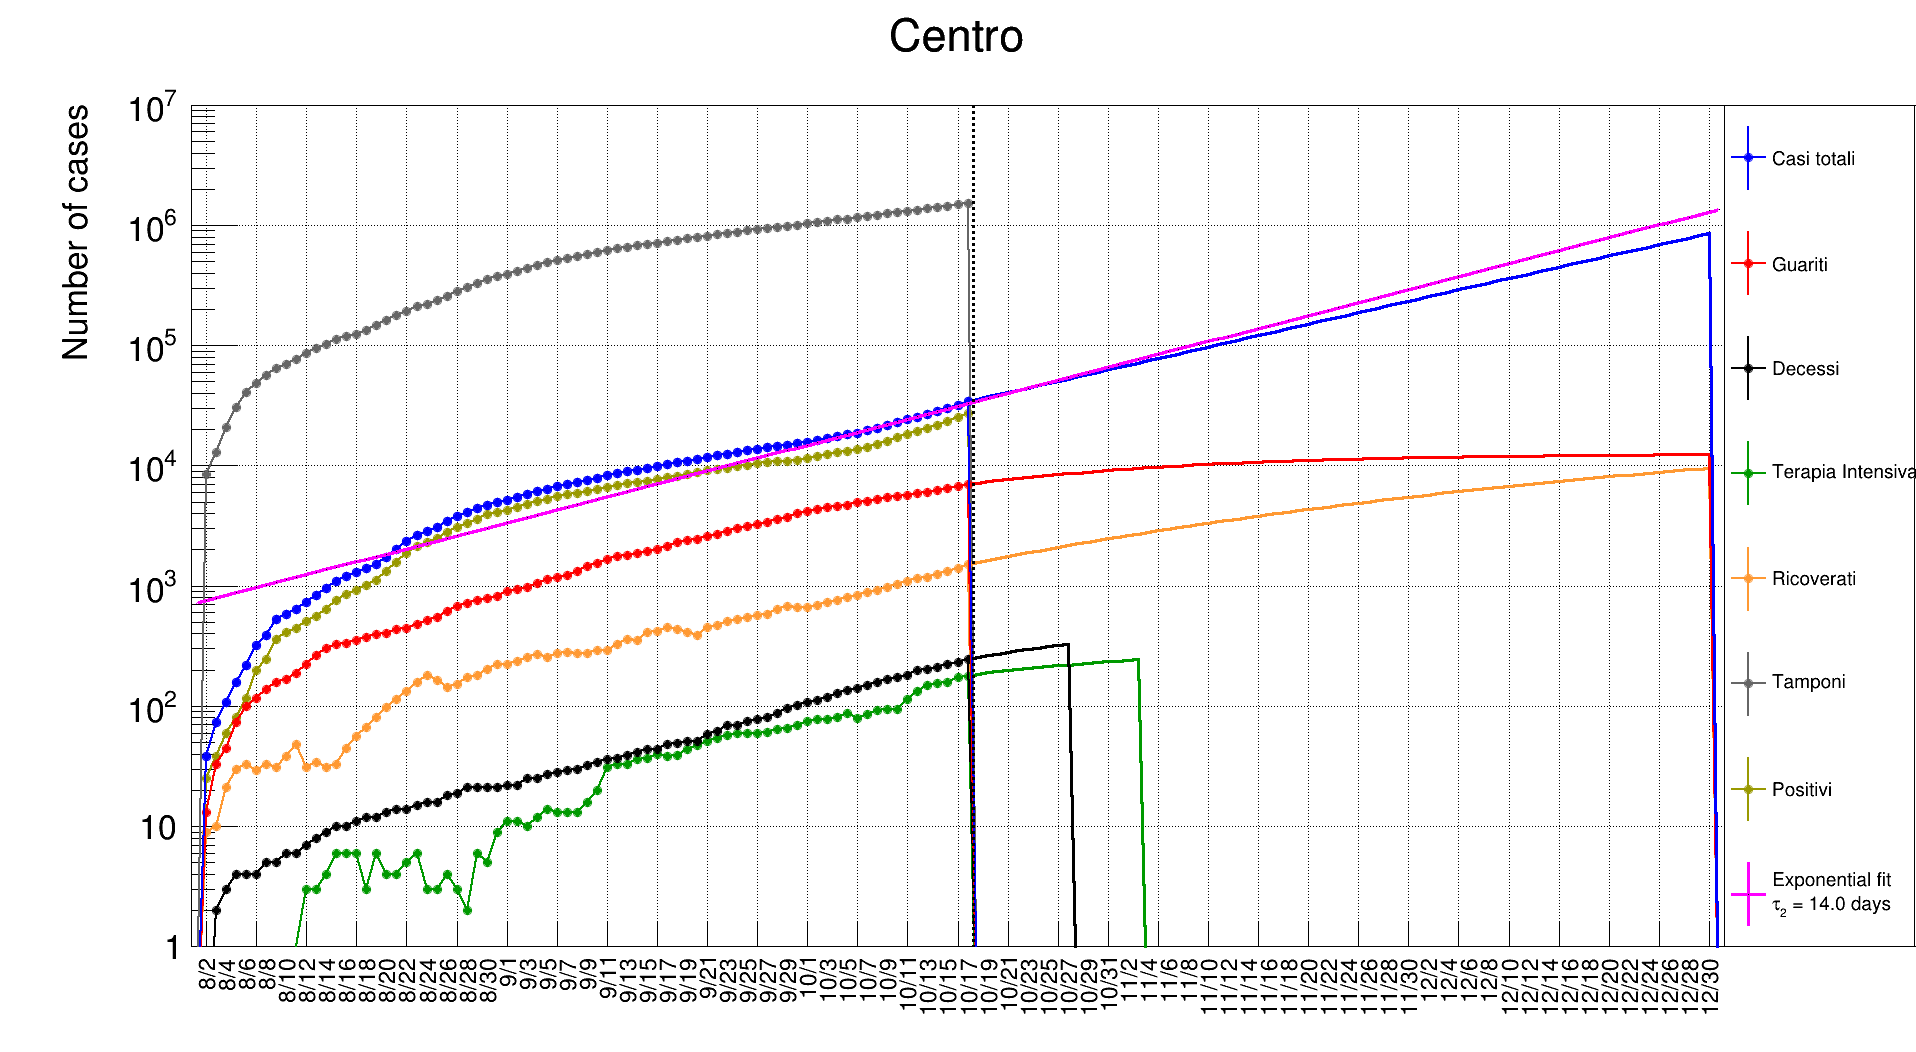 Centro
Number of cases
10^7
10^6
10^5
10^4
10^3
10^2
10
1
8/2 8/4 8/6 8/8 8/10 8/12 8/14 8/16 8/18 8/20 8/22 8/24 8/26 8/28 8/30 9/1 9/3 9/5 9/7 9/9 9/11 9/13 9/15 9/17 9/19 9/21 9/23 9/25 9/27 9/29 10/1 10/3 10/5 10/7 10/9 10/11 10/13 10/15 10/17 10/19 10/21 10/23 10/25 10/27 10/29 10/31 11/2 11/4 11/6 11/8 11/10 11/12 11/14 11/16 11/18 11/20 11/22 11/24 11/26 11/28 11/30 12/2 12/4 12/6 12/8 12/10 12/12 12/14 12/16 12/18 12/20 12/22 12/24 12/26 12/28 12/30
Casi totali
Guariti
Decessi
Terapia Intensiva
Ricoverati
Tamponi
Positivi
Exponential fit
τ₂ = 14.0 days